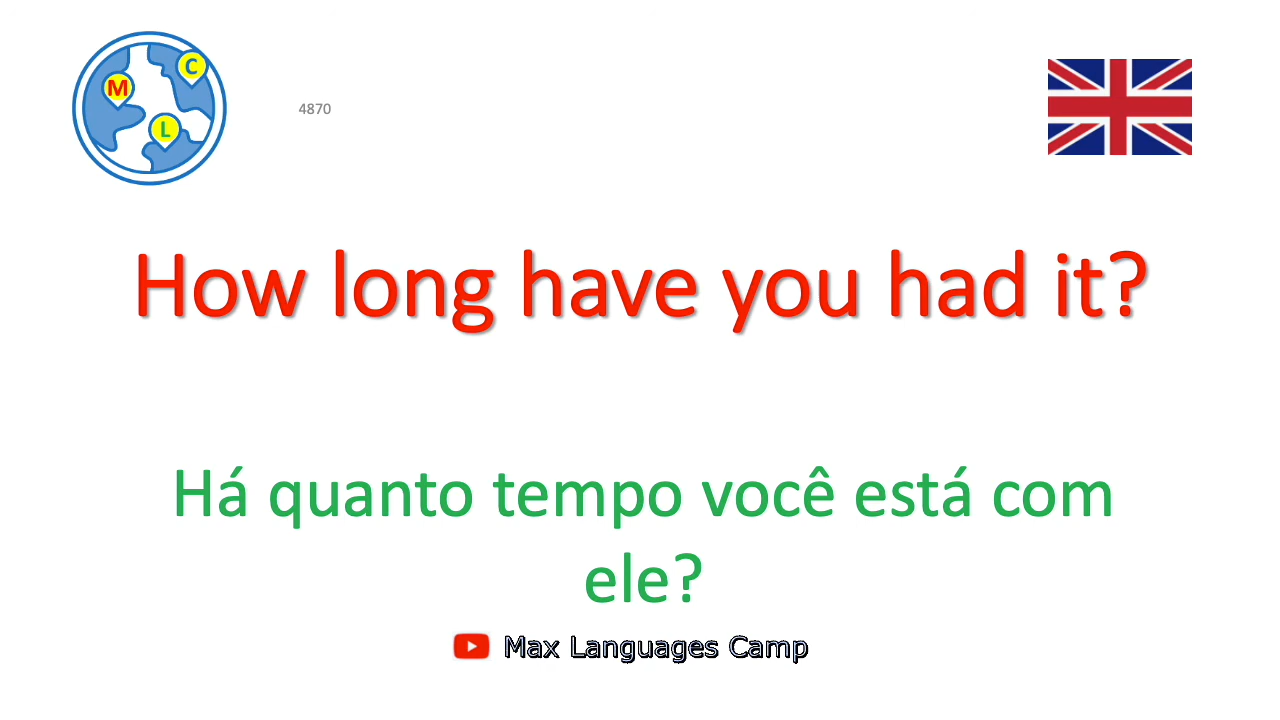 C
M
L
4870
How long have you had it?
Há quanto tempo você está com
ele?
Max Languages Camp